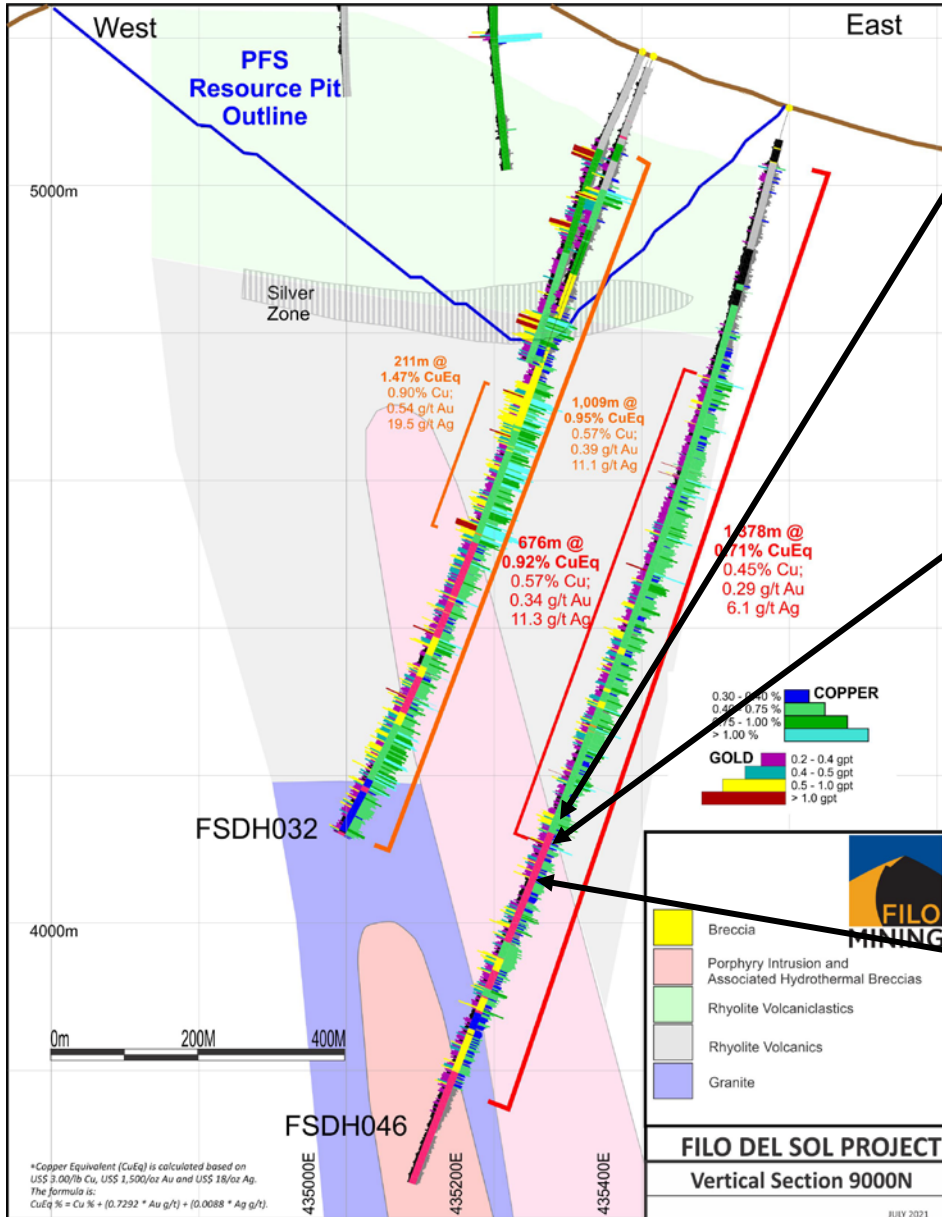 West
East
PFS
Resource Pit
Outline
5000m
Silver
Zone
211m @
1.47% CuEq
0.90% Cu;
0.54 g/t Au
19.5 g/t Ag
1,009m @
0.95% CuEq
0.57% Cu;
0.39 g/t Au
11.1 g/t Ag
676m @
0.92% CuEq
0.57% Cu;
0.34 g/t Au
11.3 g/t Ag
1,378m @
0.71% CuEq
0.45% Cu;
0.29 g/t Au
6.1 g/t Ag
COPPER
0.30 - 0.40 %
0.40 - 0.75 %
0.75 - 1.00 %
> 1.00 %
GOLD
0.2 - 0.4 gpt
0.4 - 0.5 gpt
0.5 - 1.0 gpt
> 1.0 gpt
FSDH032
4000m
FILO
MINING
Breccia
Porphyry Intrusion and
Associated Hydrothermal Breccias
Rhyolite Volcaniclastics
Rhyolite Volcanics
Granite
0m
200M
400M
FSDH046
435000E
435200E
435400E
*Copper Equivalent (CuEq) is calculated based on
US$ 3.00/lb Cu, US$ 1,500/oz Au and US$ 18/oz Ag.
The formula is:
CuEq % = Cu % + (0.7292 * Au g/t) + (0.0088 * Ag g/t).
FILO DEL SOL PROJECT
Vertical Section 9000N
JULY 2021